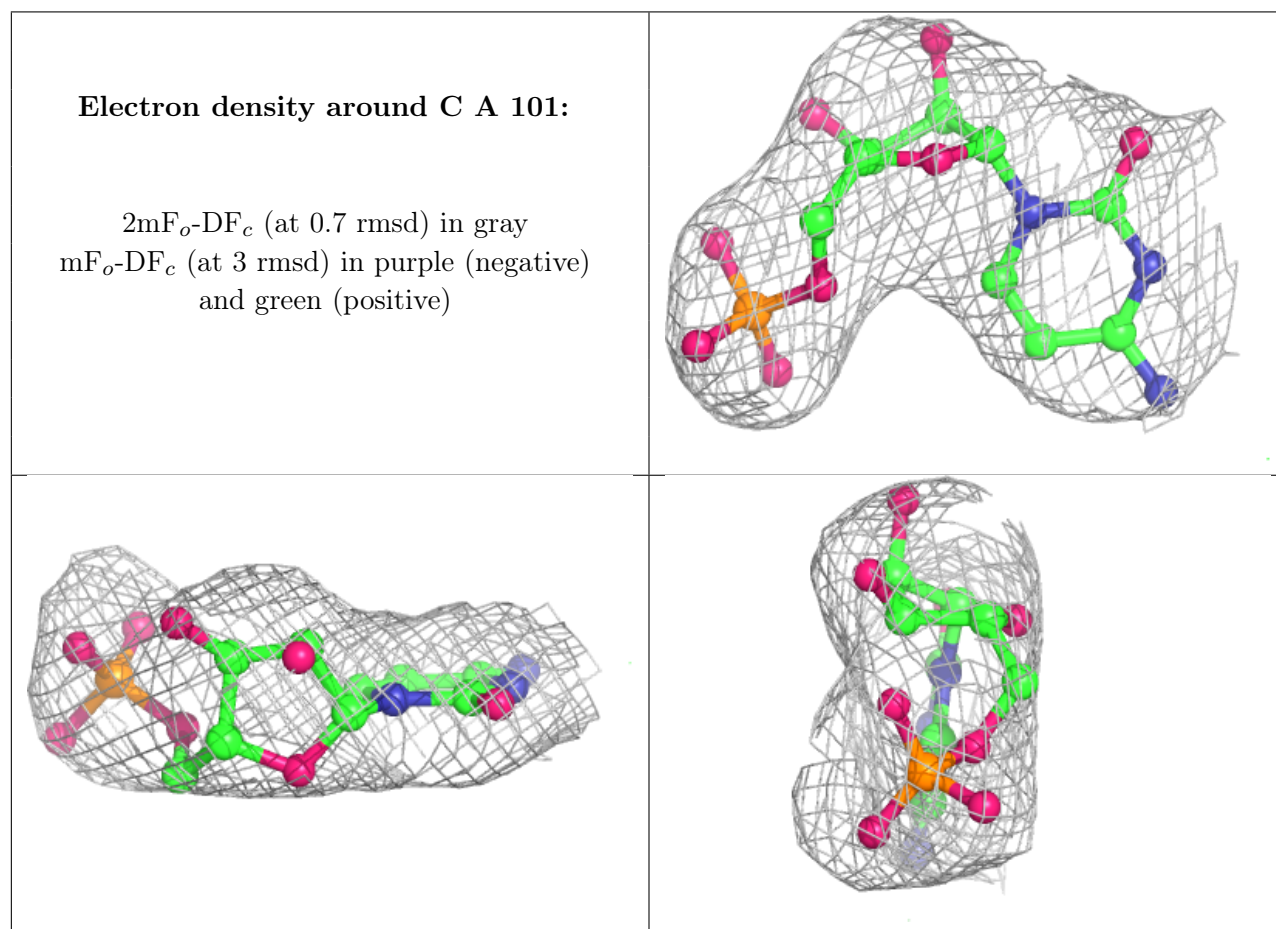 Electron density around C A 101:
2mFo-DFc (at 0.7 rmsd) in gray
mFo-DFc (at 3 rmsd) in purple (negative)
and green (positive)